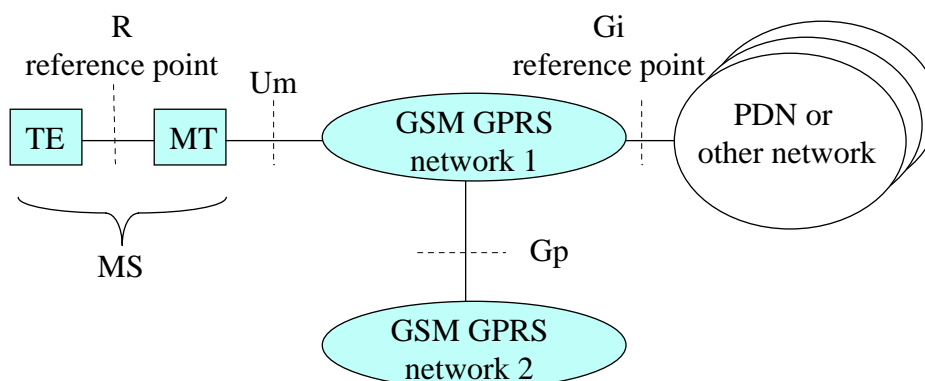 R
reference point
Um
Gi
reference point
TE
MT
GSM GPRS
network 1
PDN or
other network
MS
Gp
GSM GPRS
network 2